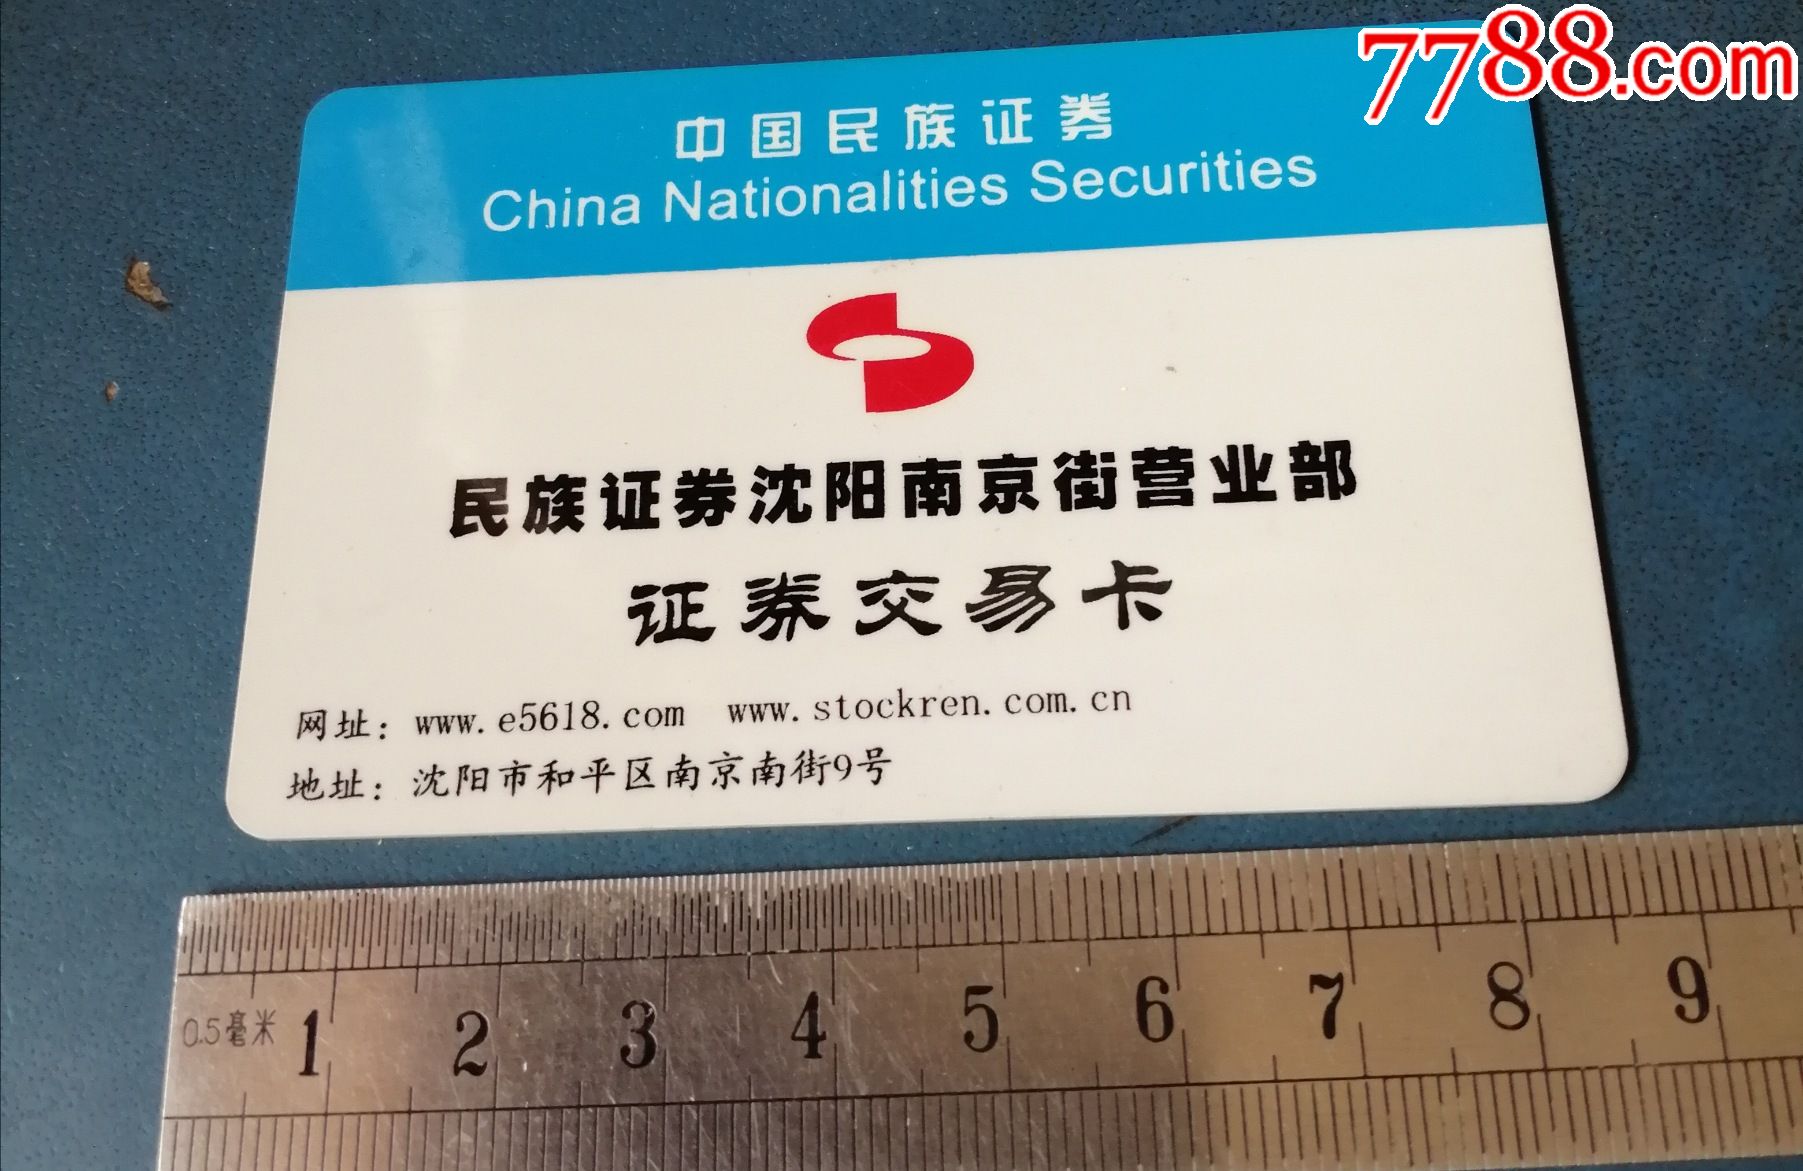 7788.com
中国民族证券
China Nationalities Securities
民族证券沈阳南京街营业部
证券交易卡
网址：www.e5618.com www.stockren.com.cn
地址：沈阳市和平区南京南街9号
0.5毫米 1 2 3 4 5 6 7 8 9